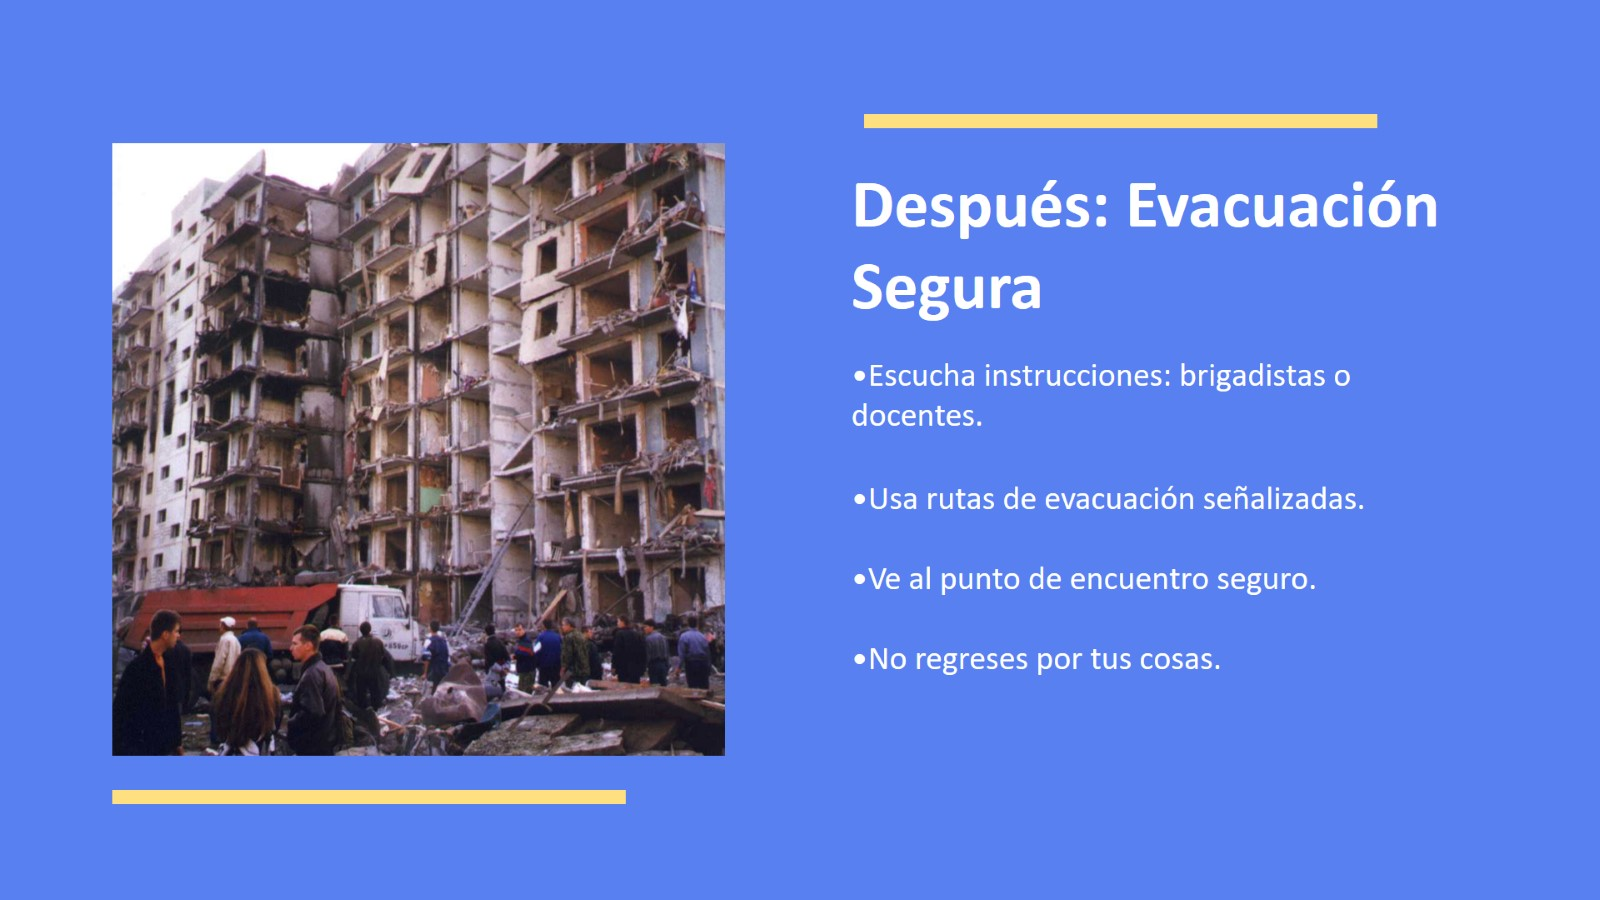 Después: Evacuación
Segura
•Escucha instrucciones: brigadistas o
docentes.
•Usa rutas de evacuación señalizadas.
•Ve al punto de encuentro seguro.
•No regreses por tus cosas.